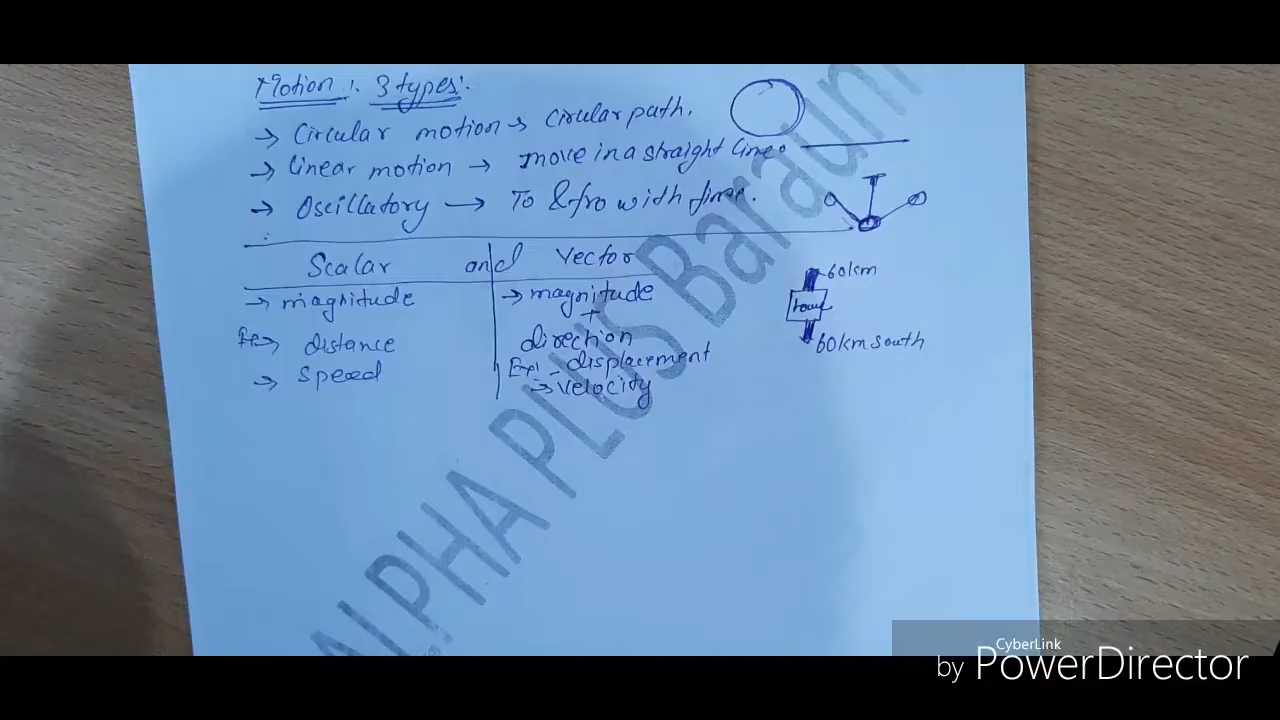 Motion : 3 types:
→ Circular motion → circular path.
→ Linear motion → move in a straight line.
→ Oscillatory → To & fro with
Scalar and Vector
→ magnitude
→ distance
→ Speed
→ magnitude
+
direction
- displacement
→ velocity
60km
60km south
ALPHA PLUS Barauni
CyberLink
by PowerDirector